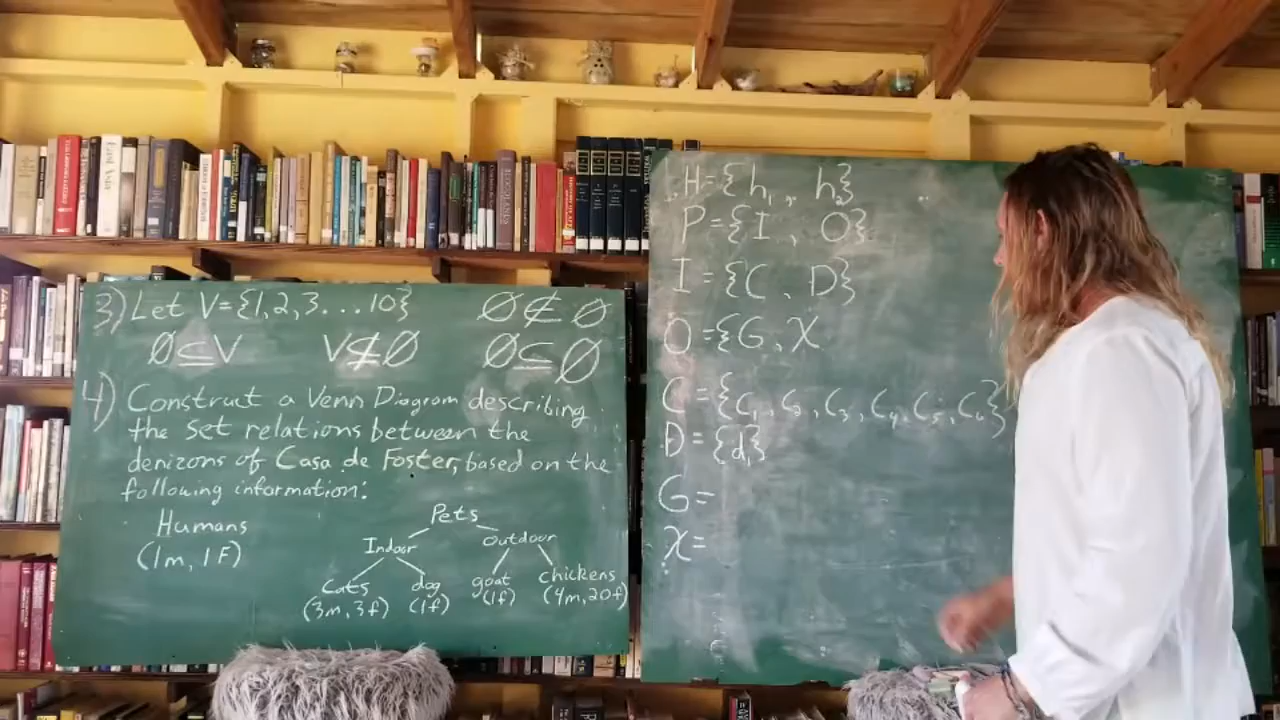 3) Let V={1,2,3...10} Ø⊄Ø
Ø⊆V V⊈Ø Ø⊆Ø
4) Construct a Venn Diagram describing
the set relations between the
denizons of Casa de Foster, based on the
following information:
Humans
(1m, 1F)
Pets
Indoor Outdoor
Cats dog goat chickens
(3m, 3f) (1f) (1f) (4m, 20f)
H={h₁, h₂}
P={I, O}
I={C, D}
O={G, X
C={C₁, C₂, C₃, C₄, C₅, C₆}
D={d₁}
G=
X=